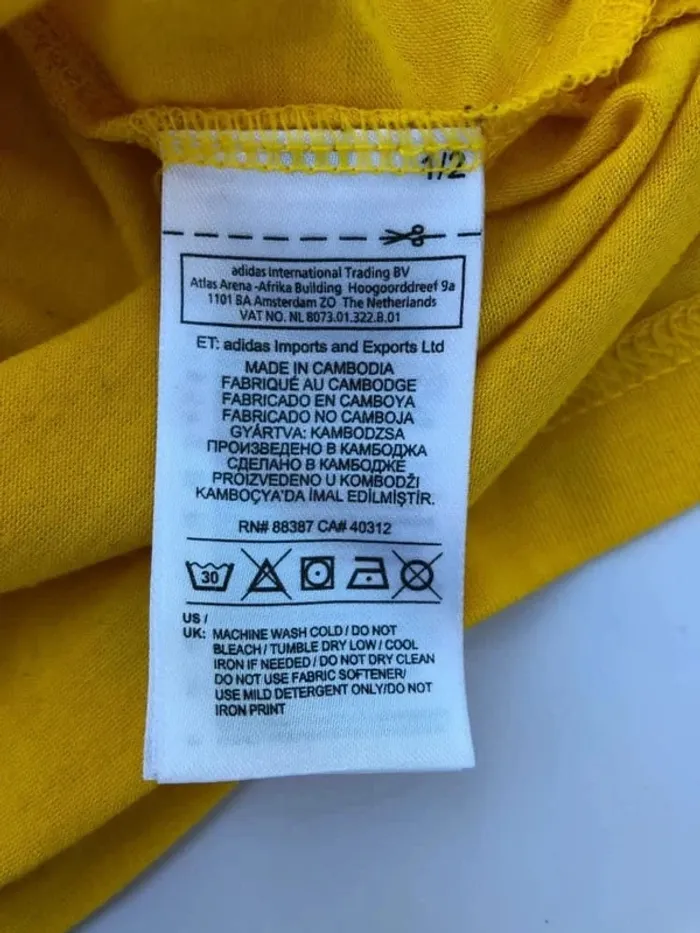 1/2
adidas International Trading BV
Atlas Arena -Afrika Building Hoogoorddreef 9a
1101 BA Amsterdam ZO The Netherlands
VAT NO. NL 8073.01.322.B.01
ET: adidas Imports and Exports Ltd
MADE IN CAMBODIA
FABRIQUÉ AU CAMBODGE
FABRICADO EN CAMBOYA
FABRICADO NO CAMBOJA
GYÁRTVA: KAMBODZSA
ПРОИЗВЕДЕНО В КАМБОДЖА
СДЕЛАНО В КАМБОДЖЕ
PROIZVEDENO U KOMBODŽI
KAMBOÇYA'DA İMAL EDİLMİŞTİR.
RN# 88387 CA# 40312
30
US /
UK: MACHINE WASH COLD / DO NOT
BLEACH / TUMBLE DRY LOW / COOL
IRON IF NEEDED / DO NOT DRY CLEAN
DO NOT USE FABRIC SOFTENER/
USE MILD DETERGENT ONLY/DO NOT
IRON PRINT